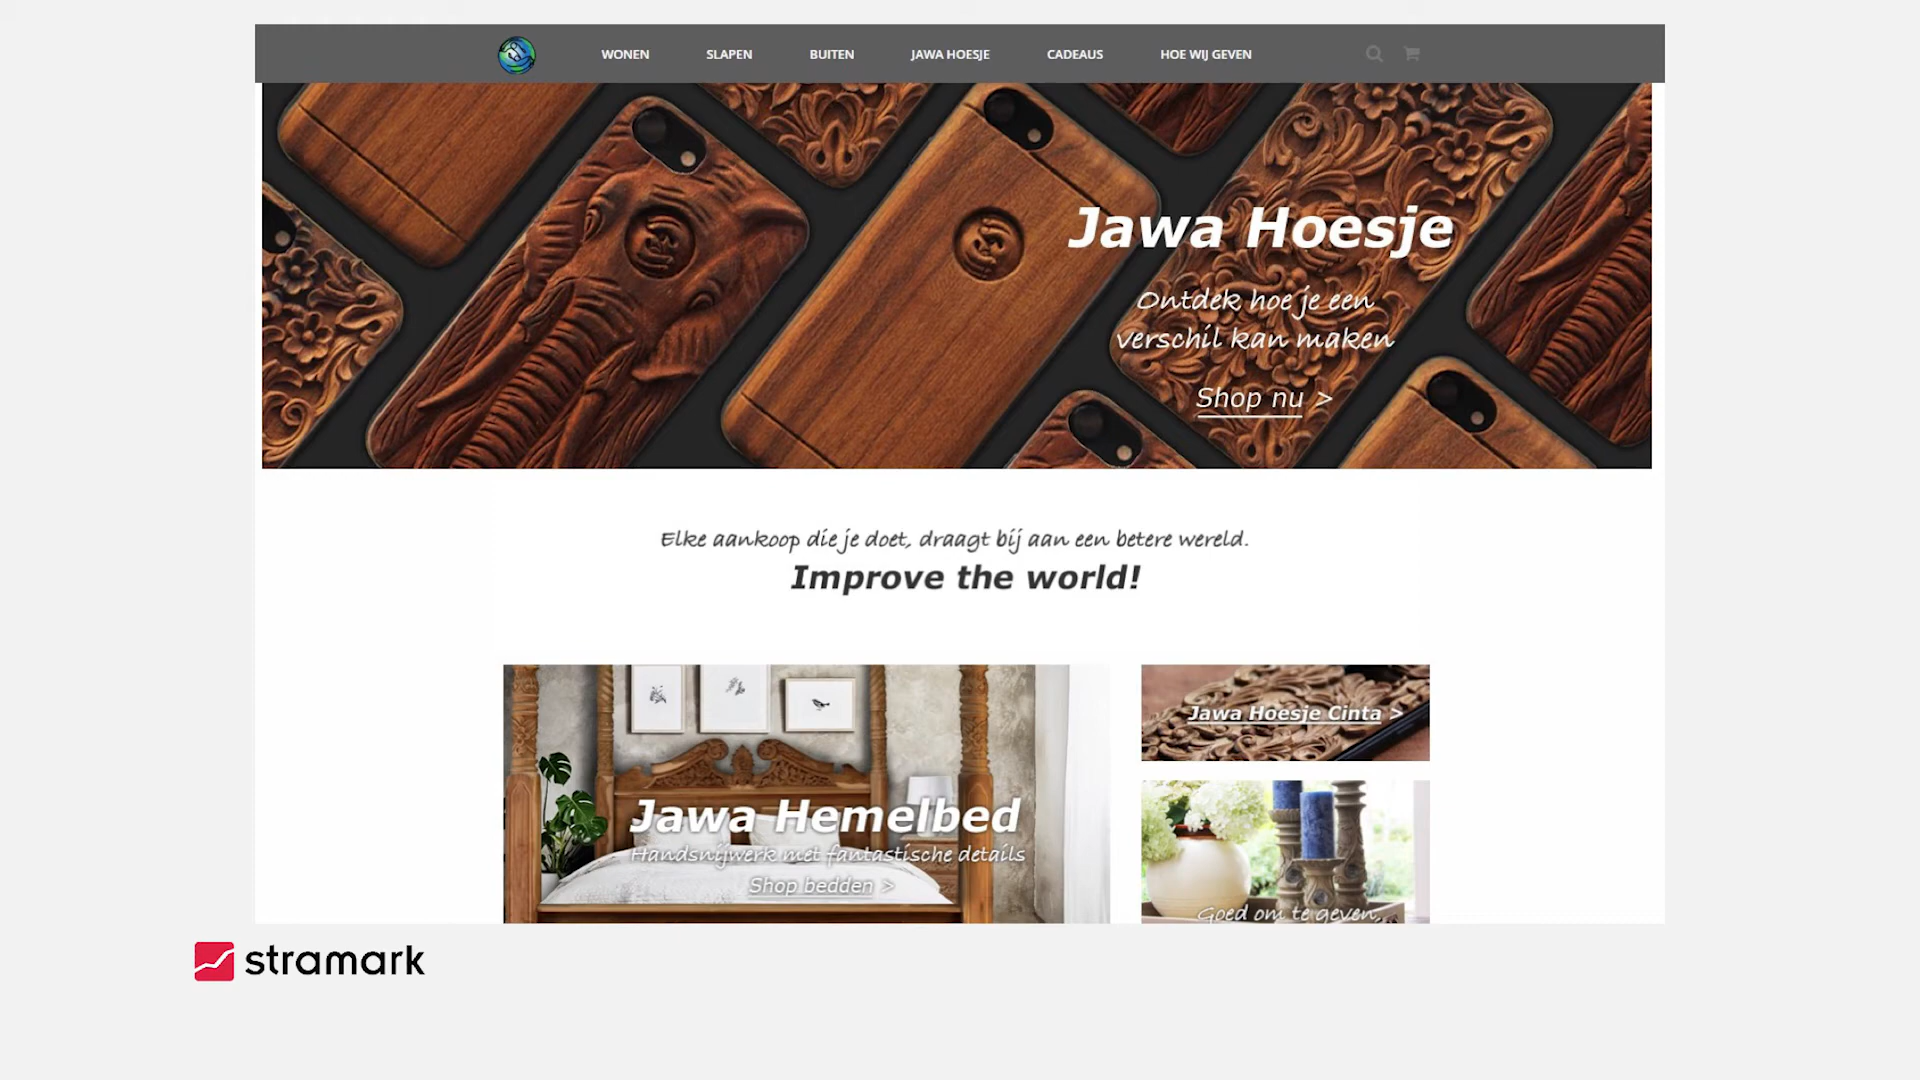 WONEN SLAPEN BUITEN JAWA HOESJE CADEAUS HOE WIJ GEVEN
Jawa Hoesje
Ontdek hoe je een
verschil kan maken
Shop nu >
Elke aankoop die je doet, draagt bij aan een betere wereld.
Improve the world!
Jawa Hoesje Cinta >
Jawa Hemelbed
Handsnijwerk met fantastische details
Shop bedden >
Goed om te geven,
stramark